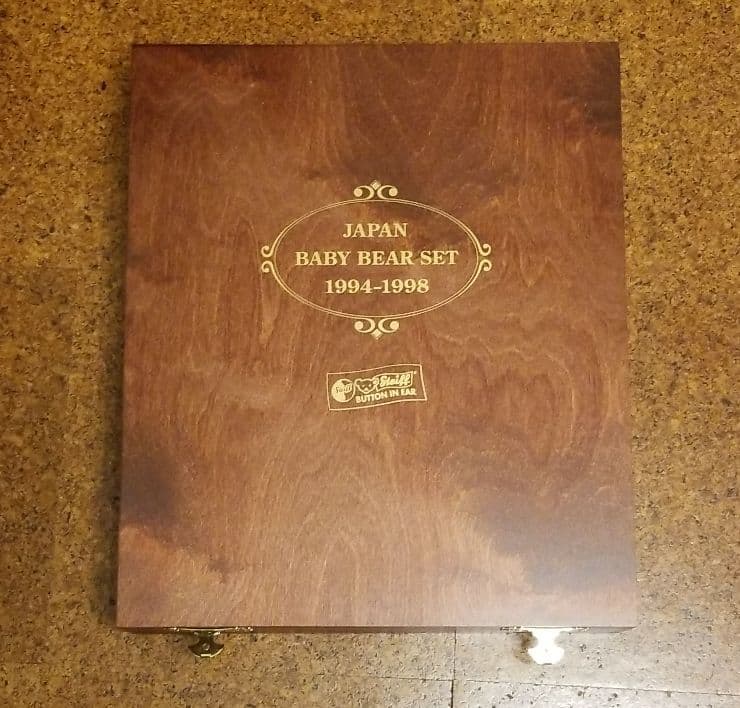 JAPAN
BABY BEAR SET
1994-1998
Steiff
BUTTON IN EAR